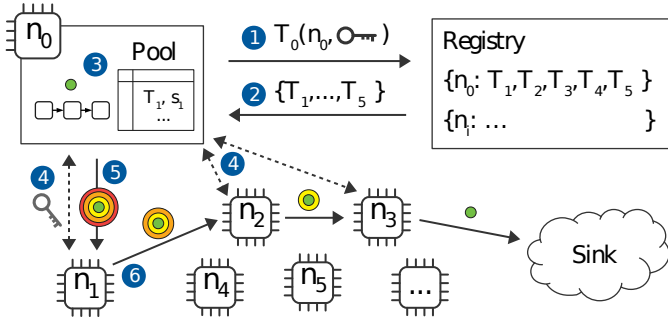 n₀
Pool
3
T₁, s₁
...
1 T₀(n₀, )
2 {T₁,...,T₅ }
Registry
{n₀: T₁,T₂,T₃,T₄,T₅ }
{nᵢ: ... }
4
5
4
n₁
6
n₂
n₃
n₄
n₅
...
Sink